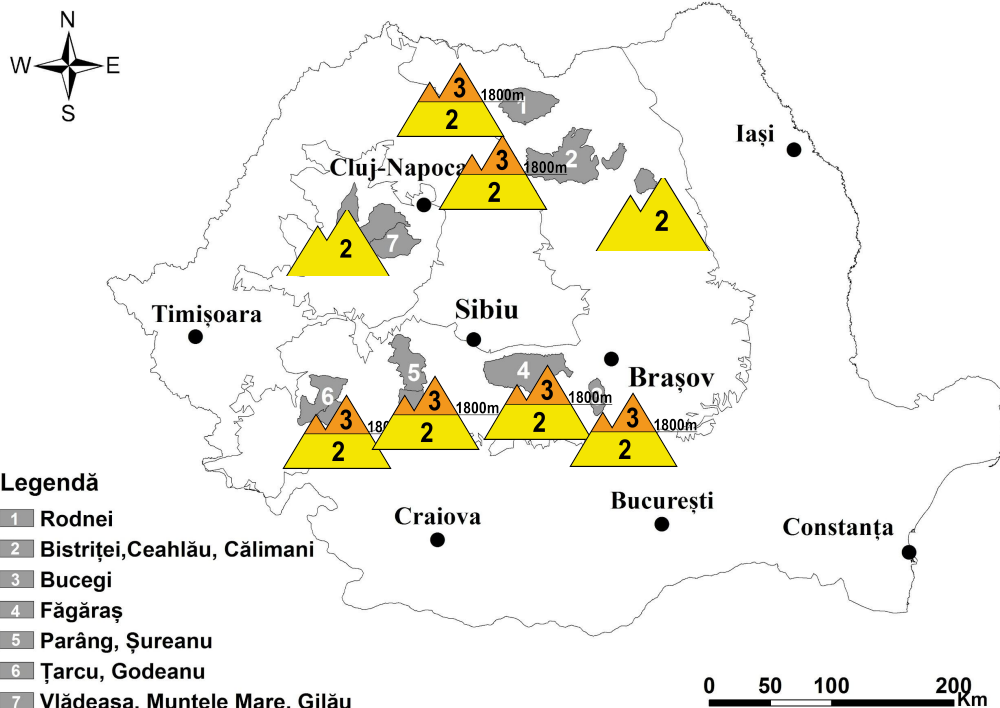 N
W E
S
3
1800m
2
1
Iași
3
1800m
2
2
Cluj-Napoca
2
2
7
Timișoara
Sibiu
Brașov
5
4
6
3
1800m
2
3
1800m
2
3
180
2
3
1800m
2
Legendă
1 Rodnei
2 Bistriței,Ceahlău, Călimani
3 Bucegi
4 Făgăraș
5 Parâng, Șureanu
6 Țarcu, Godeanu
7 Vlădeasa, Muntele Mare, Gilău
Craiova
București
Constanța
0 50 100 200
Km